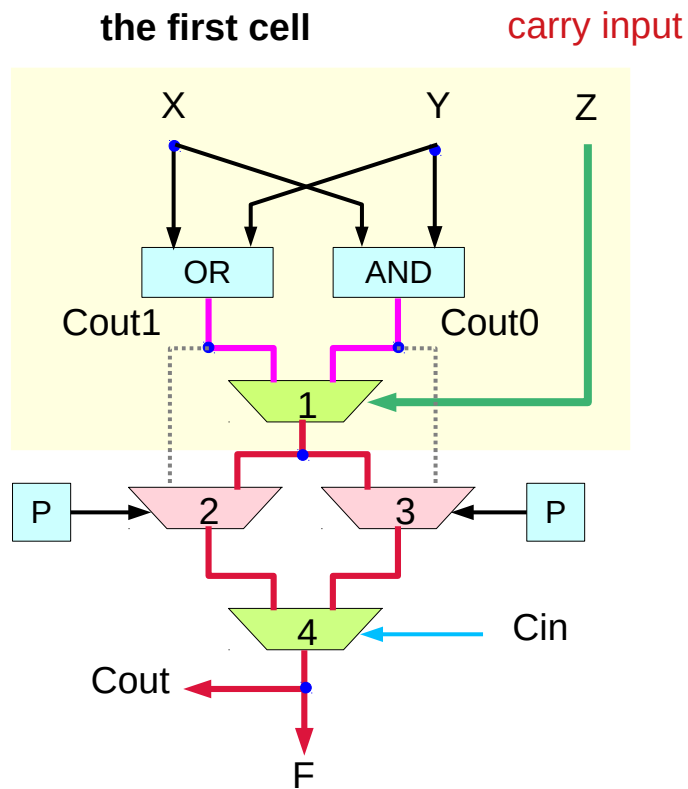 the first cell
carry input
X
Y
Z
OR
AND
Cout1
Cout0
1
P
2
3
P
4
Cin
Cout
F